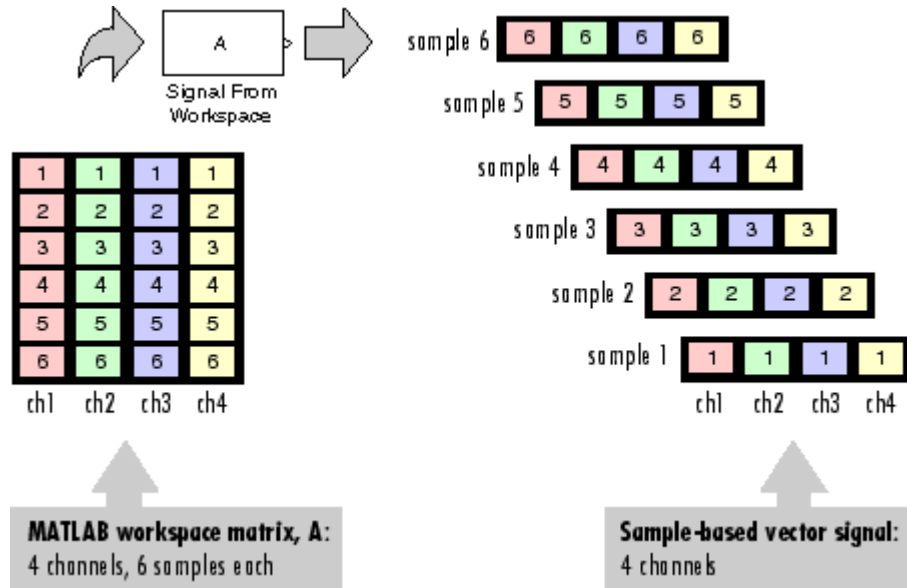 A
Signal From
Workspace
1 1 1 1
2 2 2 2
3 3 3 3
4 4 4 4
5 5 5 5
6 6 6 6
ch1 ch2 ch3 ch4
MATLAB workspace matrix, A:
4 channels, 6 samples each
sample 6 6 6 6 6
sample 5 5 5 5 5
sample 4 4 4 4 4
sample 3 3 3 3 3
sample 2 2 2 2 2
sample 1 1 1 1 1
ch1 ch2 ch3 ch4
Sample-based vector signal:
4 channels